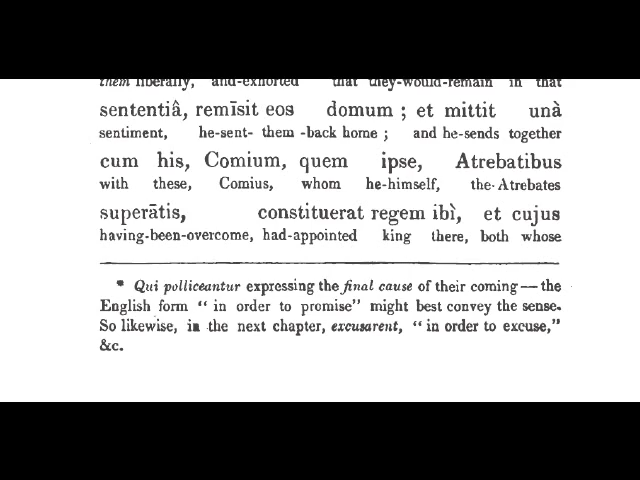 them liberally, and-exhorted that they-would-remain in that
sententiâ, remīsit eos domum ; et mittit unà
sentiment, he-sent- them -back home ; and he-sends together
cum his, Comium, quem ipse, Atrebatibus
with these, Comius, whom he-himself, the-Atrebates
superātis, constituerat regem ibì, et cujus
having-been-overcome, had-appointed king there, both whose
* Qui polliceantur expressing the final cause of their coming—the
English form “ in order to promise” might best convey the sense.
So likewise, in the next chapter, excusarent, “ in order to excuse,”
&c.